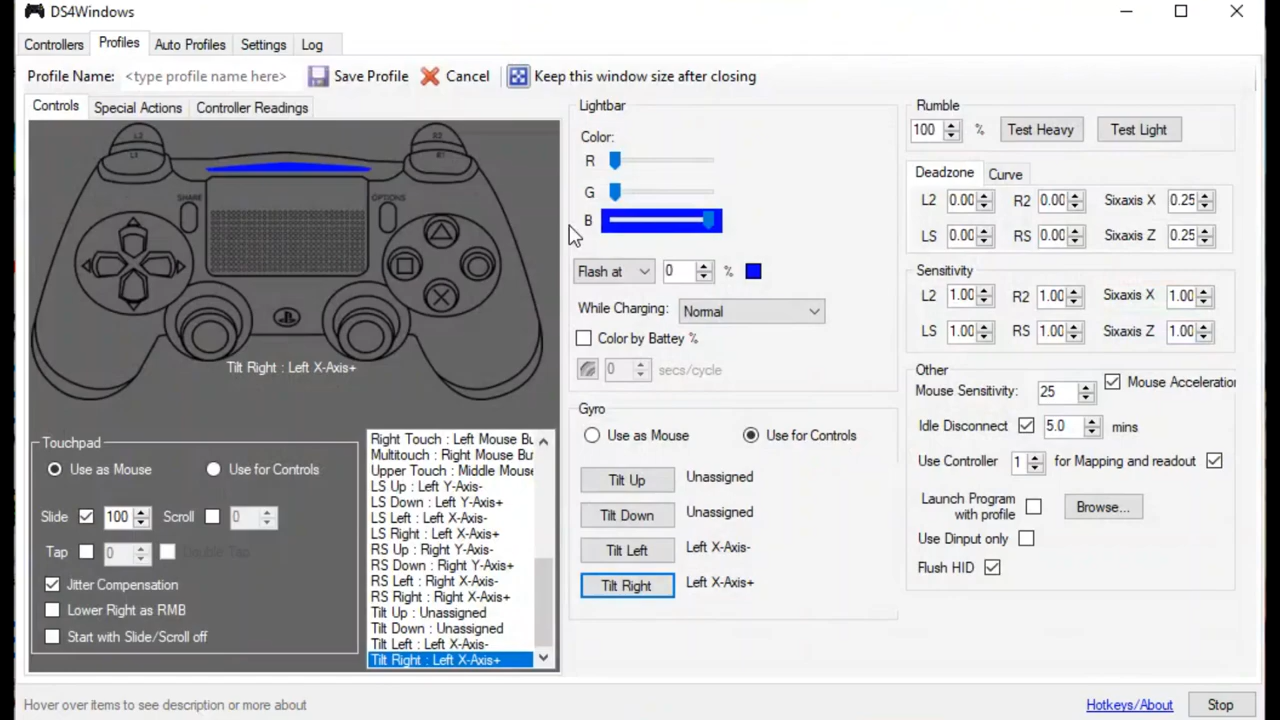 DS4Windows
Controllers Profiles Auto Profiles Settings Log
Profile Name: <type profile name here> Save Profile Cancel Keep this window size after closing
Controls Special Actions Controller Readings
L2
L1
R2
R1
SHARE
OPTIONS
Tilt Right : Left X-Axis+
Touchpad
Use as Mouse Use for Controls
Slide 100 Scroll 0
Tap 0 Double Tap
Jitter Compensation
Lower Right as RMB
Start with Slide/Scroll off
Right Touch : Left Mouse Bu
Multitouch : Right Mouse Bu
Upper Touch : Middle Mouse
LS Up : Left Y-Axis-
LS Down : Left Y-Axis+
LS Left : Left X-Axis-
LS Right : Left X-Axis+
RS Up : Right Y-Axis-
RS Down : Right Y-Axis+
RS Left : Right X-Axis-
RS Right : Right X-Axis+
Tilt Up : Unassigned
Tilt Down : Unassigned
Tilt Left : Left X-Axis-
Tilt Right : Left X-Axis+
Lightbar
Color:
R
G
B
Flash at 0 %
While Charging: Normal
Color by Battey %
0 secs/cycle
Gyro
Use as Mouse Use for Controls
Tilt Up Unassigned
Tilt Down Unassigned
Tilt Left Left X-Axis-
Tilt Right Left X-Axis+
Rumble
100 % Test Heavy Test Light
Deadzone Curve
L2 0.00 R2 0.00 Sixaxis X 0.25
LS 0.00 RS 0.00 Sixaxis Z 0.25
Sensitivity
L2 1.00 R2 1.00 Sixaxis X 1.00
LS 1.00 RS 1.00 Sixaxis Z 1.00
Other
Mouse Sensitivity: 25 Mouse Acceleration
Idle Disconnect 5.0 mins
Use Controller 1 for Mapping and readout
Launch Program
with profile Browse...
Use Dinput only
Flush HID
Hover over items to see description or more about Hotkeys/About Stop